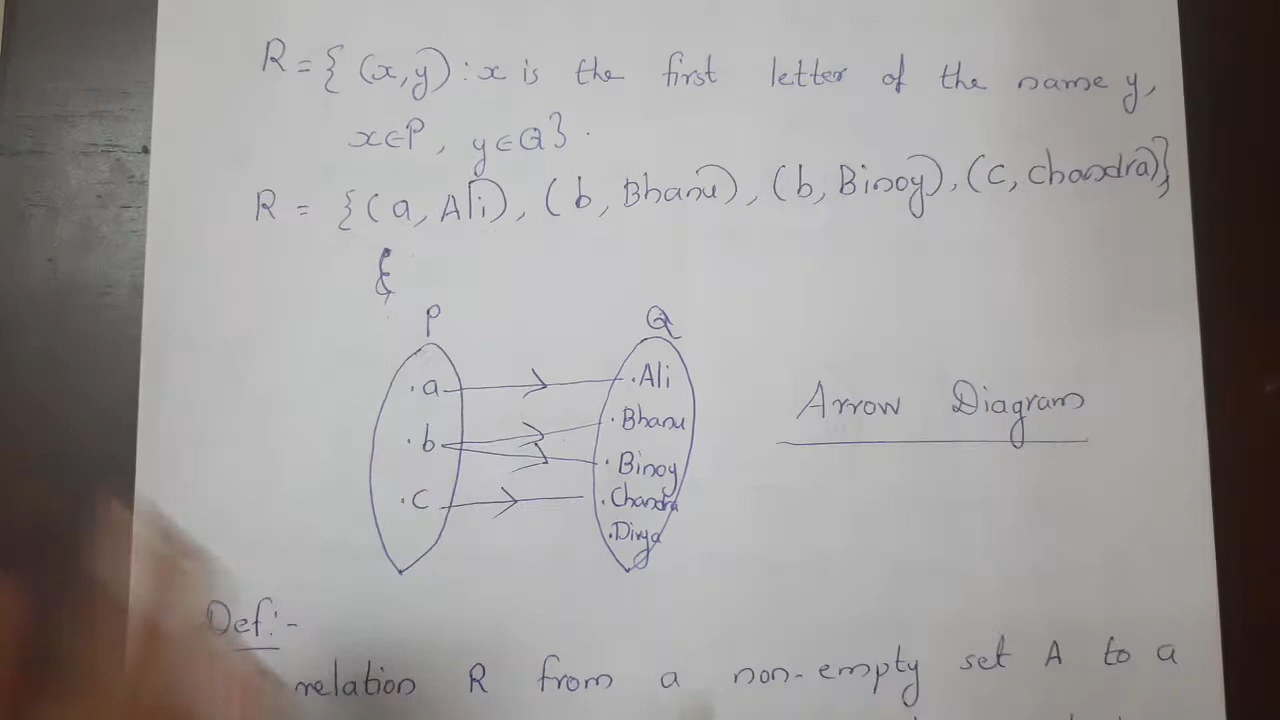 R = { (x, y) : x is the first letter of the name y,
x ∈ P, y ∈ Q }.
R = {(a, Ali), (b, Bhanu), (b, Binoy), (c, Chandra)}
{
P Q
.a .Ali
.b .Bhanu
.Binoy
.c .Chandra
.Divya
Arrow Diagram
Def:-
relation R from a non-empty set A to a